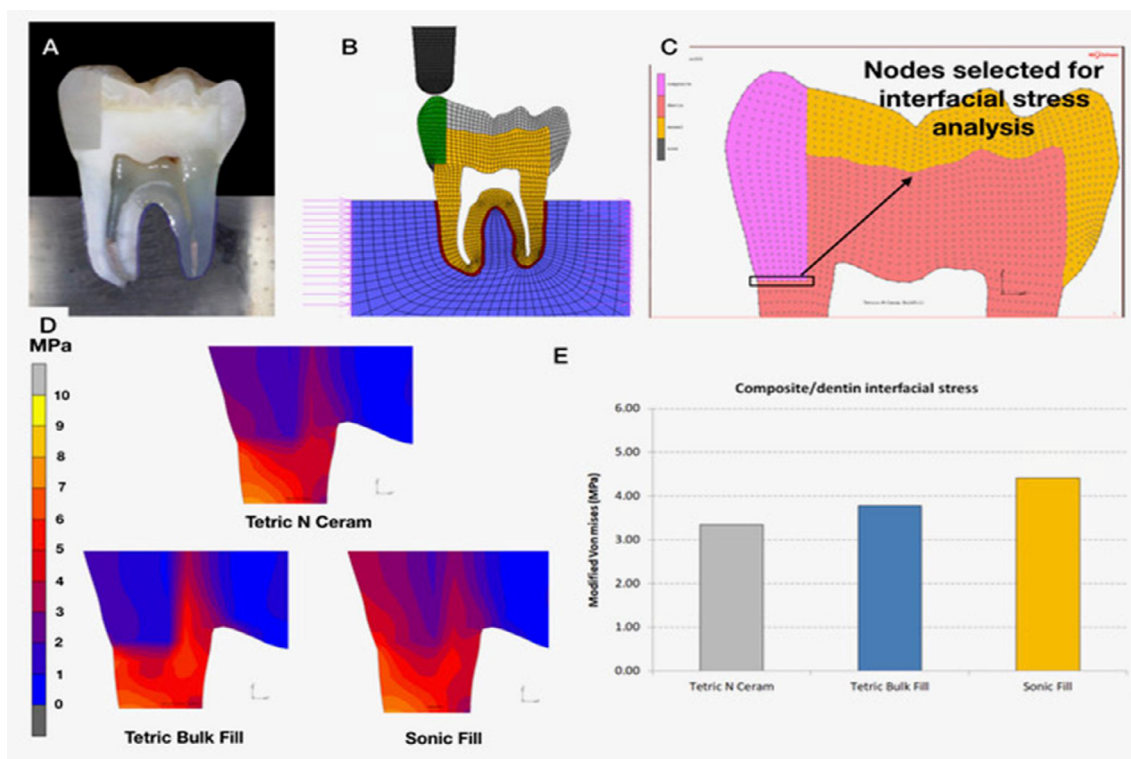 A
B
C
Nodes selected for
interfacial stress
analysis
D
MPa
10
9
8
7
6
5
4
3
2
1
0
Tetric N Ceram
Tetric Bulk Fill
Sonic Fill
E
Composite/dentin interfacial stress
Modified Von mises (MPa)
6.00
5.00
4.00
3.00
2.00
1.00
0.00
Tetric N Ceram
Tetric Bulk Fill
Sonic Fill